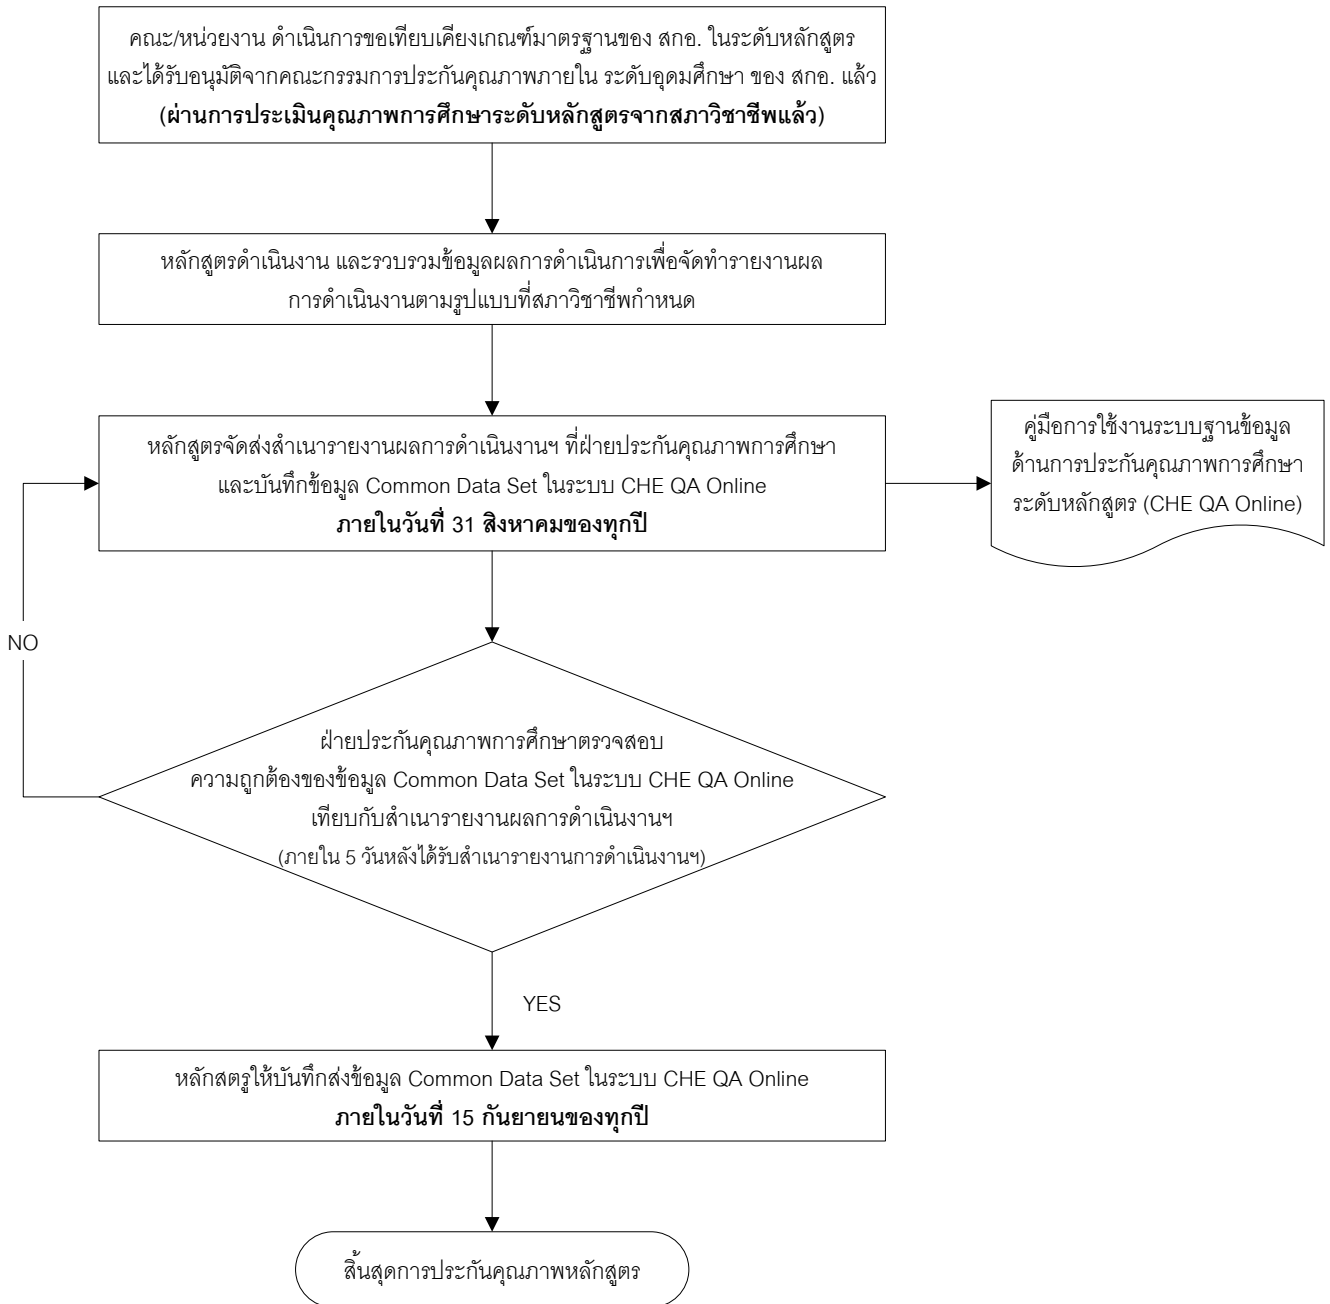 คณะ/หน่วยงาน ดำเนินการขอเทียบเคียงเกณฑ์มาตรฐานของ สกอ. ในระดับหลักสูตร
และได้รับอนุมัติจากคณะกรรมการประกันคุณภาพภายใน ระดับอุดมศึกษา ของ สกอ. แล้ว
(ผ่านการประเมินคุณภาพการศึกษาระดับหลักสูตรจากสภาวิชาชีพแล้ว)
หลักสูตรดำเนินงาน และรวบรวมข้อมูลผลการดำเนินการเพื่อจัดทำรายงานผล
การดำเนินงานตามรูปแบบที่สภาวิชาชีพกำหนด
หลักสูตรจัดส่งสำเนารายงานผลการดำเนินงานฯ ที่ฝ่ายประกันคุณภาพการศึกษา
และบันทึกข้อมูล Common Data Set ในระบบ CHE QA Online
ภายในวันที่ 31 สิงหาคมของทุกปี
คู่มือการใช้งานระบบฐานข้อมูล
ด้านการประกันคุณภาพการศึกษา
ระดับหลักสูตร (CHE QA Online)
NO
ฝ่ายประกันคุณภาพการศึกษาตรวจสอบ
ความถูกต้องของข้อมูล Common Data Set ในระบบ CHE QA Online
เทียบกับสำเนารายงานผลการดำเนินงานฯ
(ภายใน 5 วันหลังได้รับสำเนารายงานการดำเนินงานฯ)
YES
หลักสตรูให้บันทึกส่งข้อมูล Common Data Set ในระบบ CHE QA Online
ภายในวันที่ 15 กันยายนของทุกปี
สิ้นสุดการประกันคุณภาพหลักสูตร